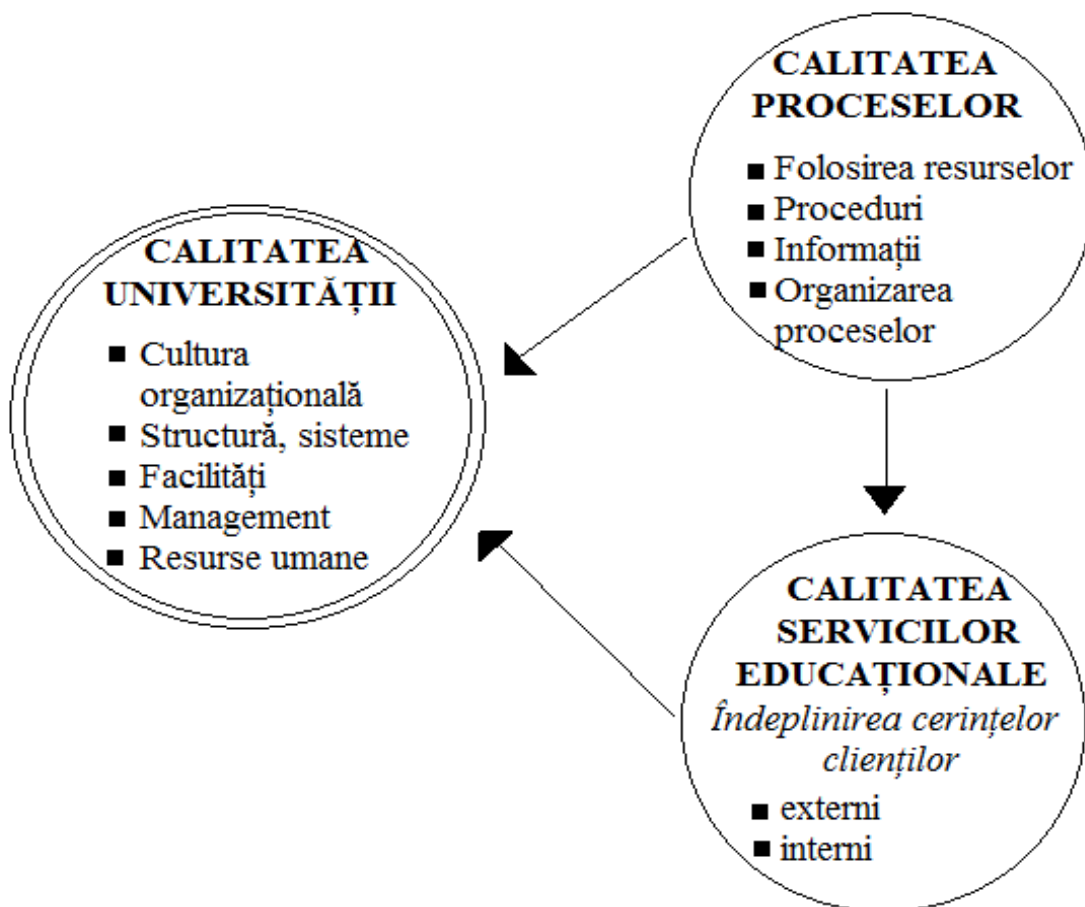 CALITATEA
UNIVERSITĂȚII
■ Cultura
organizațională
■ Structură, sisteme
■ Facilități
■ Management
■ Resurse umane
CALITATEA
PROCESELOR
■ Folosirea resurselor
■ Proceduri
■ Informații
■ Organizarea
proceselor
CALITATEA
SERVICILOR
EDUCAȚIONALE
Îndeplinirea cerințelor
clienților
■ externi
■ interni